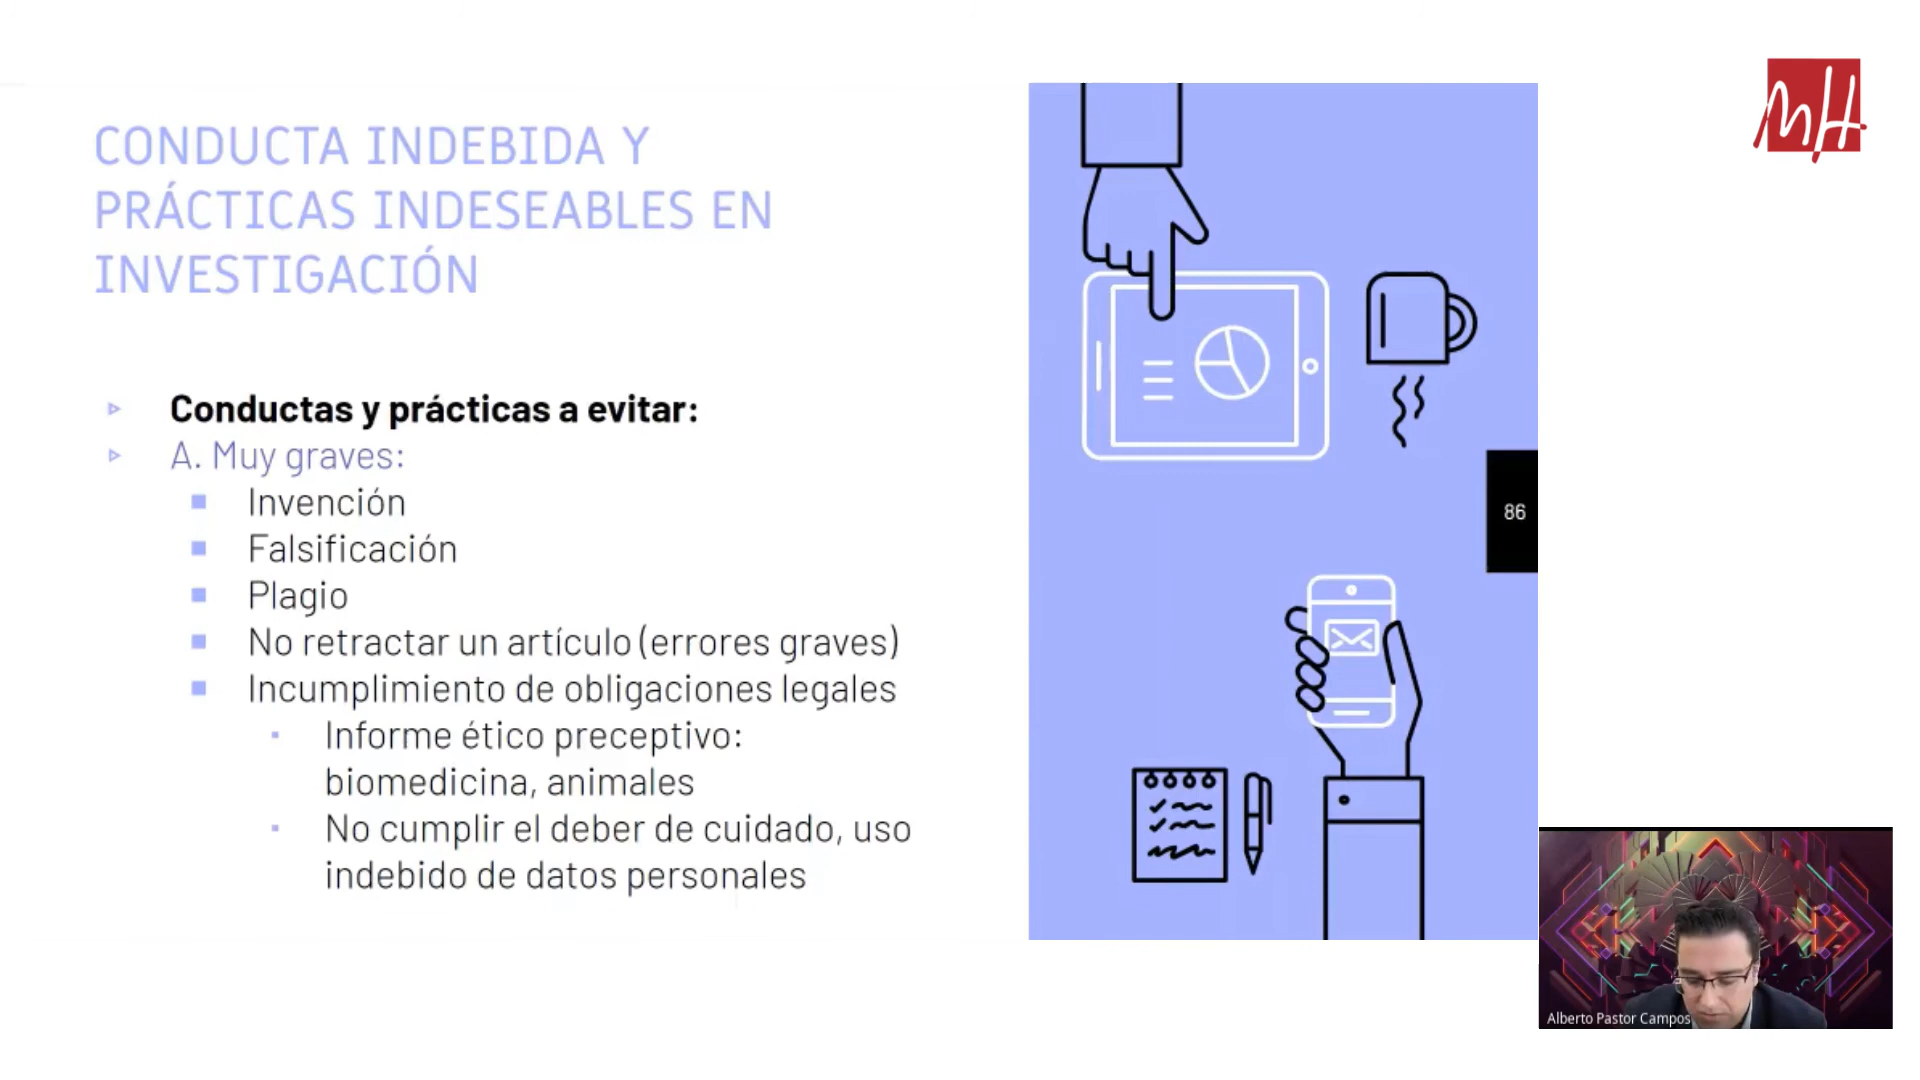 MH
CONDUCTA INDEBIDA Y
PRÁCTICAS INDESEABLES EN
INVESTIGACIÓN
Conductas y prácticas a evitar:
A. Muy graves:
Invención
Falsificación
Plagio
No retractar un artículo (errores graves)
Incumplimiento de obligaciones legales
Informe ético preceptivo:
biomedicina, animales
No cumplir el deber de cuidado, uso
indebido de datos personales
86
Alberto Pastor Campos